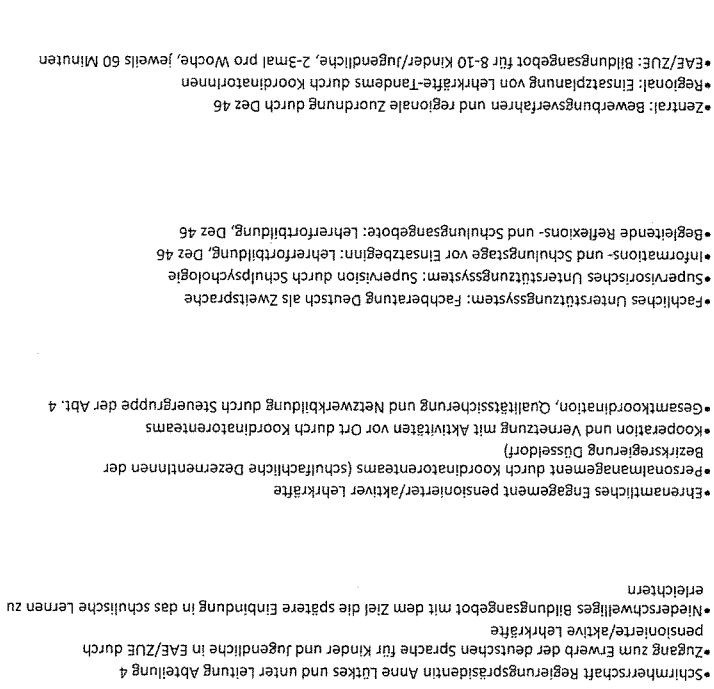 •Schirmherrschaft Regierungspräsidentin Anne Lütkes und unter Leitung Abteilung 4
•Zugang zum Erwerb der deutschen Sprache für Kinder und Jugendliche in EAE/ZUE durch
pensionierte/aktive Lehrkräfte
•Niederschwelliges Bildungsangebot mit dem Ziel die spätere Einbindung in das schulische Lernen zu
erleichtern
•Ehrenamtliches Engagement pensionierter/aktiver Lehrkräfte
•Personalmanagement durch Koordinatorenteams (schulfachliche DezernentInnen der
Bezirksregierung Düsseldorf)
•Kooperation und Vernetzung mit Aktivitäten vor Ort durch Koordinatorenteams
•Gesamtkoordination, Qualitätssicherung und Netzwerkbildung durch Steuergruppe der Abt. 4
•Fachliches Unterstützungssystem: Fachberatung Deutsch als Zweitsprache
•Supervisorisches Unterstützungssystem: Supervision durch Schulpsychologie
•Informations- und Schulungstage vor Einsatzbeginn: Lehrerfortbildung, Dez 46
•Begleitende Reflexions- und Schulungsangebote: Lehrerfortbildung, Dez 46
•Zentral: Bewerbungsverfahren und regionale Zuordnung durch Dez 46
•Regional: Einsatzplanung von Lehrkräfte-Tandems durch KoordinatorInnen
•EAE/ZUE: Bildungsangebot für 8-10 Kinder/Jugendliche, 2-3mal pro Woche, jeweils 60 Minuten